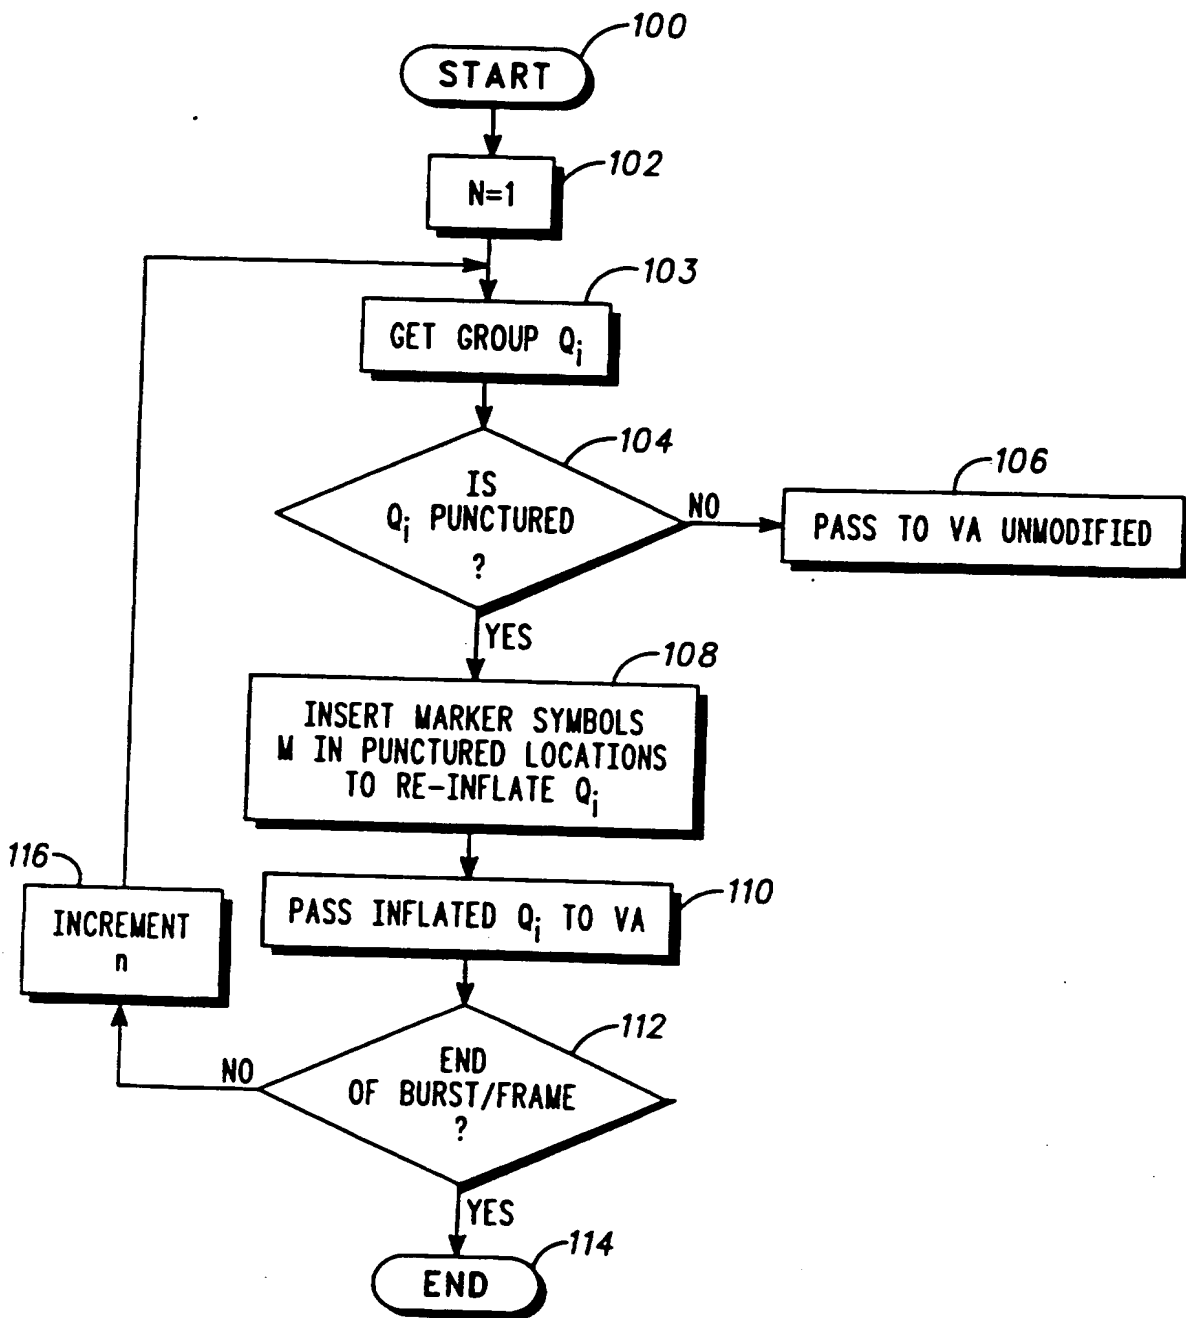 100
START
102
N=1
103
GET GROUP Qi
104
IS
Qi PUNCTURED
?
NO
106
PASS TO VA UNMODIFIED
YES
108
INSERT MARKER SYMBOLS
M IN PUNCTURED LOCATIONS
TO RE-INFLATE Qi
116
INCREMENT
n
110
PASS INFLATED Qi TO VA
112
END
OF BURST/FRAME
?
NO
YES
114
END